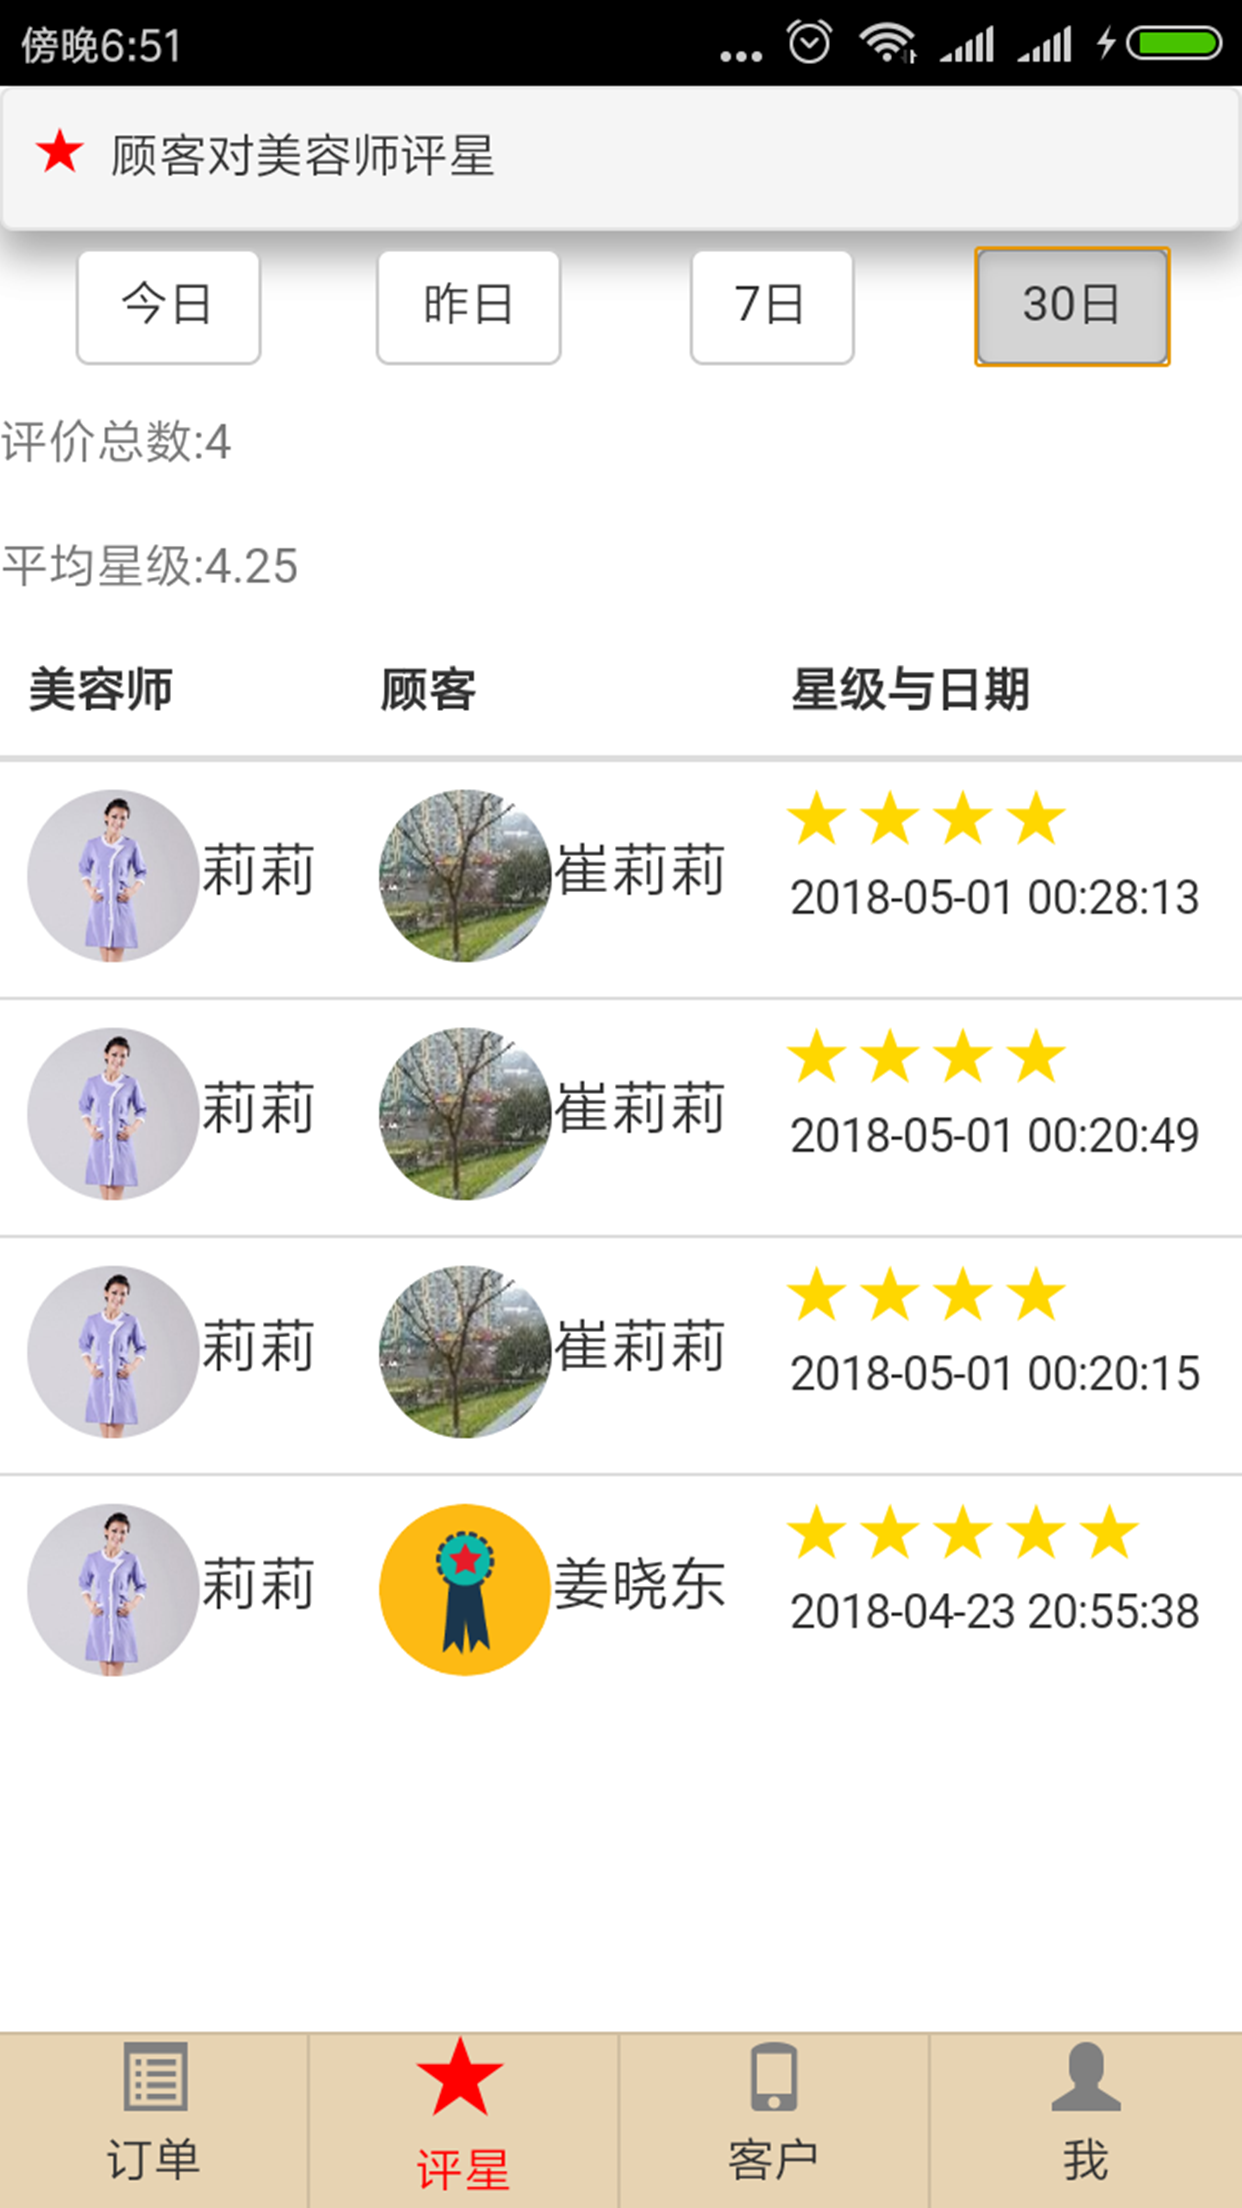 傍晚6:51
顾客对美容师评星
今日 昨日 7日 30日
评价总数:4
平均星级:4.25
美容师 顾客 星级与日期
莉莉 崔莉莉
2018-05-01 00:28:13
莉莉 崔莉莉
2018-05-01 00:20:49
莉莉 崔莉莉
2018-05-01 00:20:15
莉莉 姜晓东
2018-04-23 20:55:38
订单 评星 客户 我